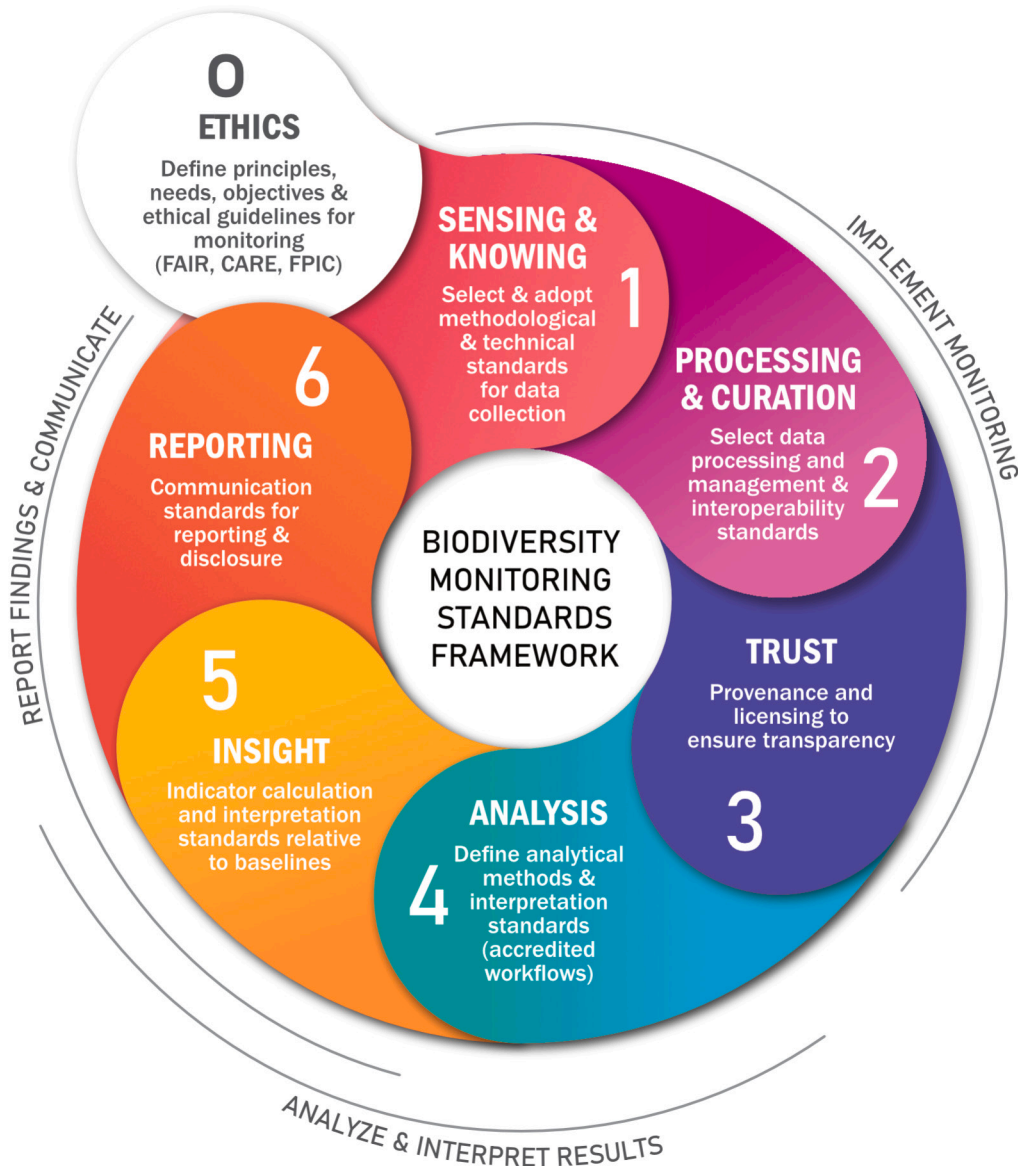 0
ETHICS
Define principles,
needs, objectives &
ethical guidelines for
monitoring
(FAIR, CARE, FPIC)
SENSING &
KNOWING
1
Select & adopt
methodological
& technical
standards
for data
collection
PROCESSING
& CURATION
Select data
processing and
management &
interoperability
standards
2
TRUST
Provenance and
licensing to
ensure transparency
3
ANALYSIS
Define analytical
methods &
interpretation
standards
(accredited
workflows)
4
5
INSIGHT
Indicator calculation
and interpretation
standards relative
to baselines
6
REPORTING
Communication
standards for
reporting &
disclosure
BIODIVERSITY
MONITORING
STANDARDS
FRAMEWORK
IMPLEMENT MONITORING
ANALYZE & INTERPRET RESULTS
REPORT FINDINGS & COMMUNICATE